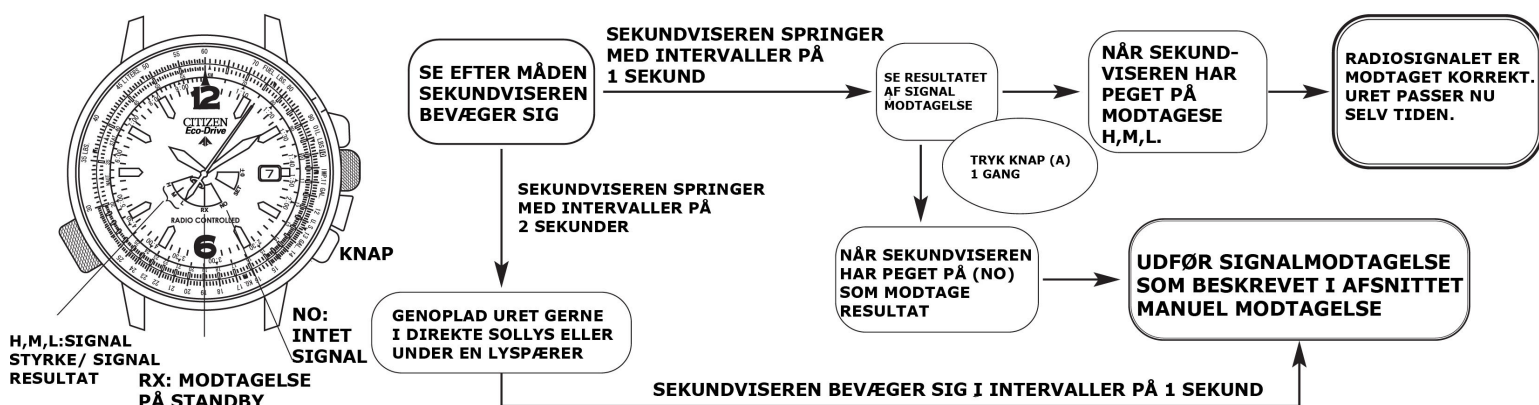 SE EFTER MÅDEN
SEKUNDVISEREN
BEVÆGER SIG
SEKUNDVISEREN SPRINGER
MED INTERVALLER PÅ
1 SEKUND
SE RESULTATET
AF SIGNAL
MODTAGELSE
TRYK KNAP (A)
1 GANG
NÅR SEKUND-
VISEREN HAR
PEGET PÅ
MODTAGESE
H,M,L.
RADIOSIGNALET ER
MODTAGET KORREKT.
URET PASSER NU
SELV TIDEN.
SEKUNDVISEREN SPRINGER
MED INTERVALLER PÅ
2 SEKUNDER
NÅR SEKUNDVISEREN
HAR PEGET PÅ (NO)
SOM MODTAGE
RESULTAT
UDFØR SIGNALMODTAGELSE
SOM BESKREVET I AFSNITTET
MANUEL MODTAGELSE
GENOPLAD URET GERNE
I DIREKTE SOLLYS ELLER
UNDER EN LYSPÆRER
SEKUNDVISEREN BEVÆGER SIG I INTERVALLER PÅ 1 SEKUND
12
CITIZEN
Eco-Drive
7
RX
NO
RADIO CONTROLLED
6
KNAP
H,M,L:SIGNAL
STYRKE/ SIGNAL
RESULTAT
RX: MODTAGELSE
PÅ STANDBY
NO:
INTET
SIGNAL